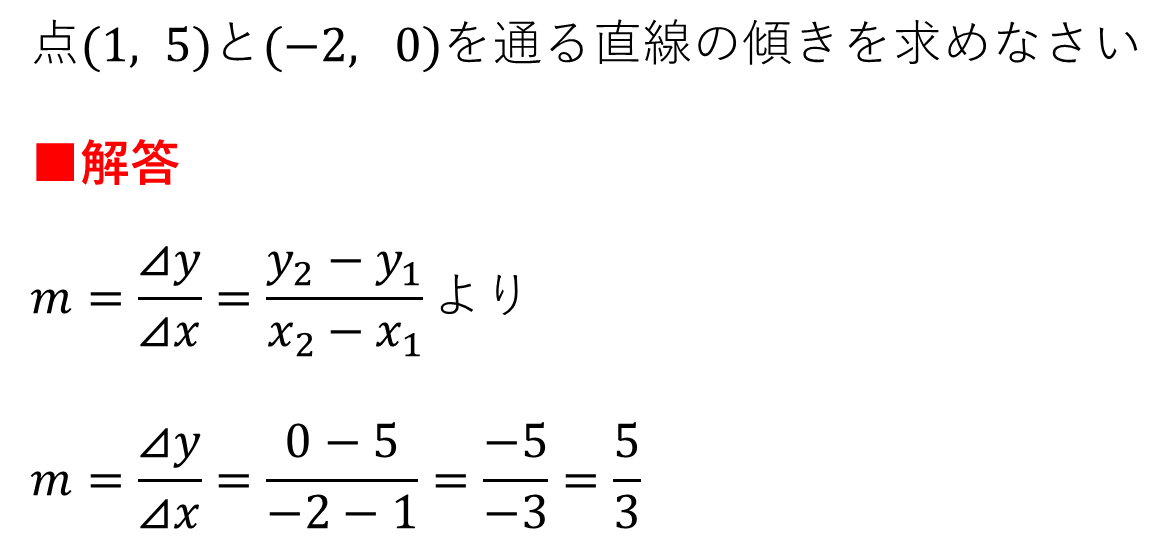 点(1, 5)と(−2, 0)を通る直線の傾きを求めなさい
■解答
m = ⊿y/⊿x = (y₂ − y₁)/(x₂ − x₁) より
m = ⊿y/⊿x = (0 − 5)/(−2 − 1) = −5/−3 = 5/3